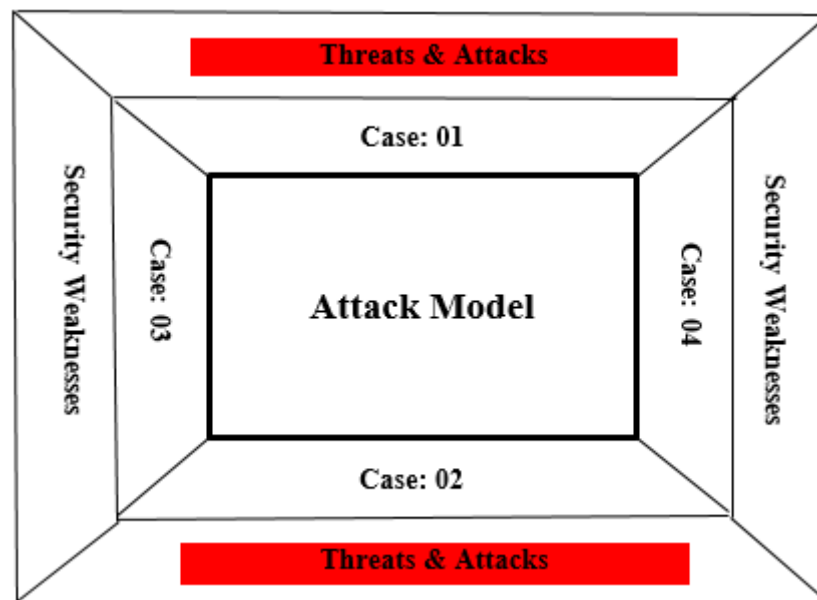 Threats & Attacks
Case: 01
Security Weaknesses
Case: 03
Attack Model
Case: 04
Security Weaknesses
Case: 02
Threats & Attacks